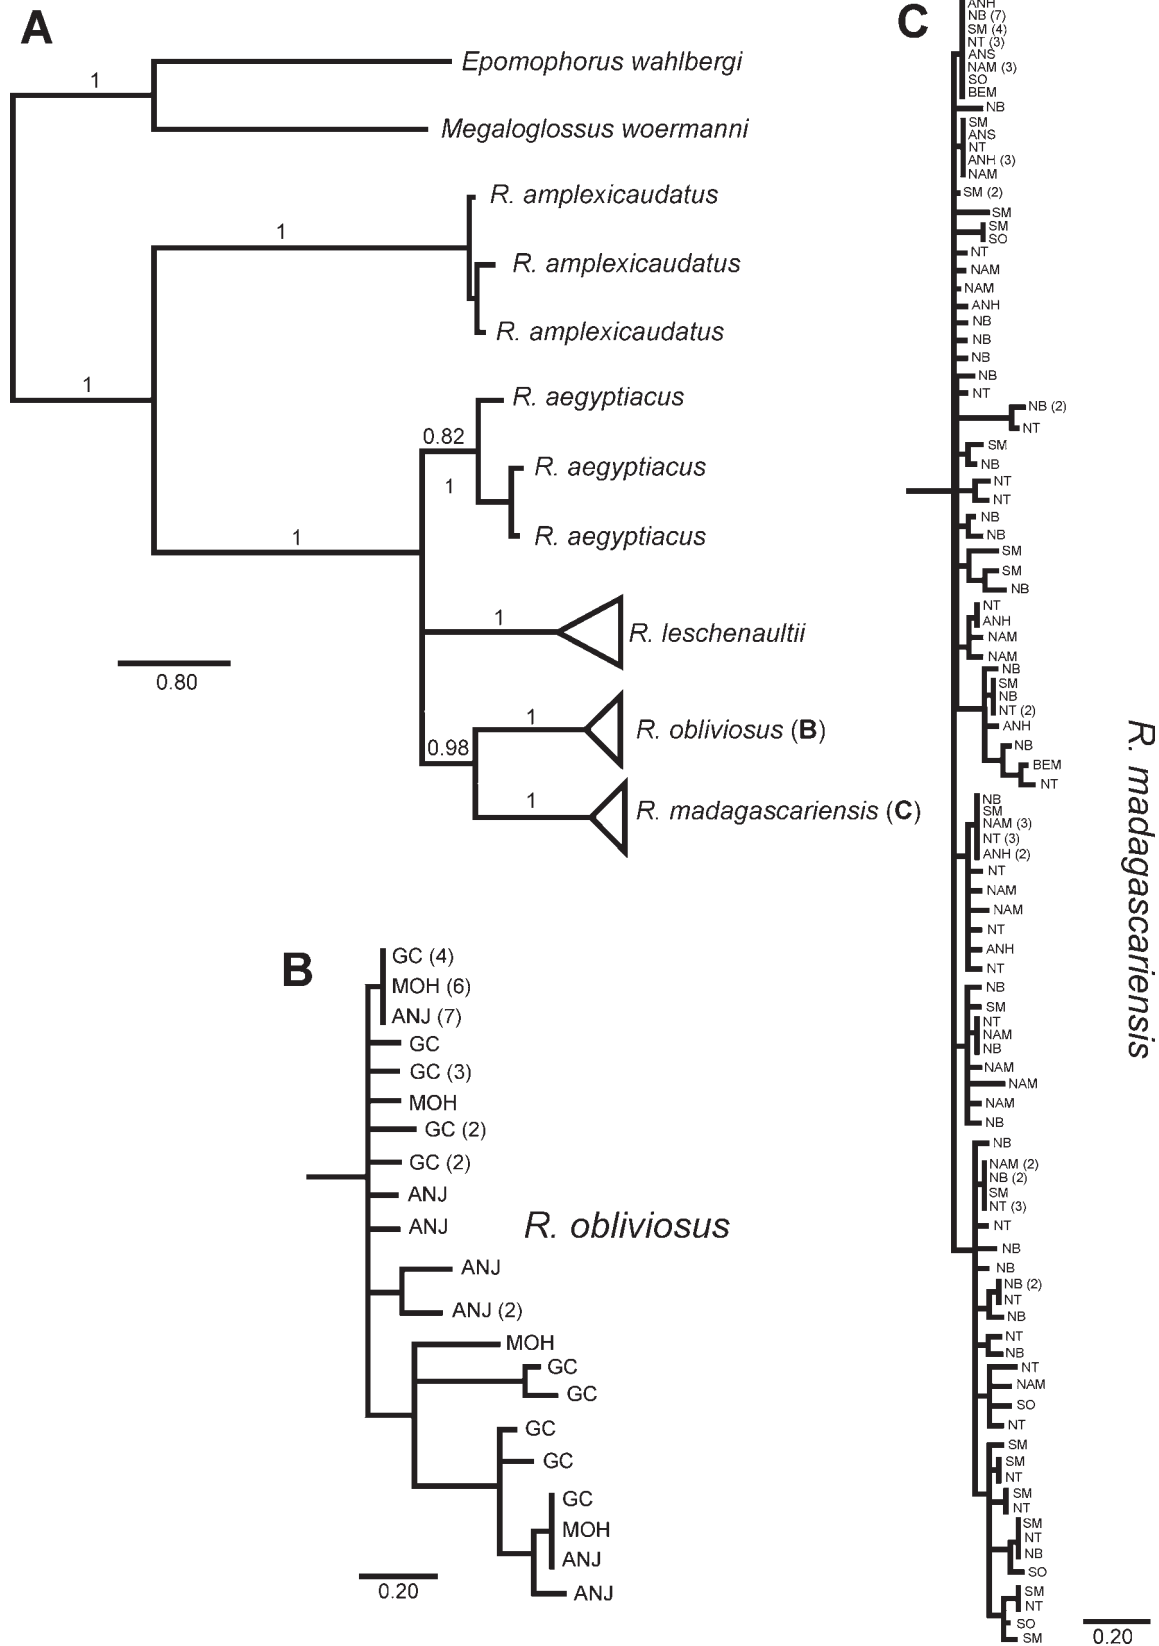 A
1
Epomophorus wahlbergi
Megaloglossus woermanni
R. amplexicaudatus
1
R. amplexicaudatus
R. amplexicaudatus
1
R. aegyptiacus
0.82
R. aegyptiacus
1
R. aegyptiacus
1
1
R. leschenaultii
0.80
1
R. obliviosus (B)
0.98
1
R. madagascariensis (C)
B
GC (4)
MOH (6)
ANJ (7)
GC
GC (3)
MOH
GC (2)
GC (2)
ANJ
ANJ
R. obliviosus
ANJ
ANJ (2)
MOH
GC
GC
GC
GC
GC
MOH
ANJ
ANJ
0.20
C
ANH
NB (7)
SM (4)
NT (3)
ANS
NAM (3)
SO
BEM
NB
SM
ANS
NT
ANH (3)
NAM
SM (2)
SM
SM
SO
NT
NAM
NAM
ANH
NB
NB
NB
NB
NT
NB (2)
NT
SM
NB
NT
NT
NB
NB
SM
SM
NB
NT
ANH
NAM
NAM
NB
SM
NB
NT (2)
ANH
NB
BEM
NT
NB
SM
NAM (3)
NT (3)
ANH (2)
NT
NAM
NAM
NT
ANH
NT
NB
SM
NT
NAM
NB
NAM
NAM
NAM
NB
NB
NAM (2)
NB (2)
SM
NT (3)
NT
NB
NB
NB (2)
NT
NB
NT
NB
NT
NAM
SO
NT
SM
SM
NT
SM
NT
SM
NT
NB
SO
SM
NT
SO
SM
R. madagascariensis
0.20